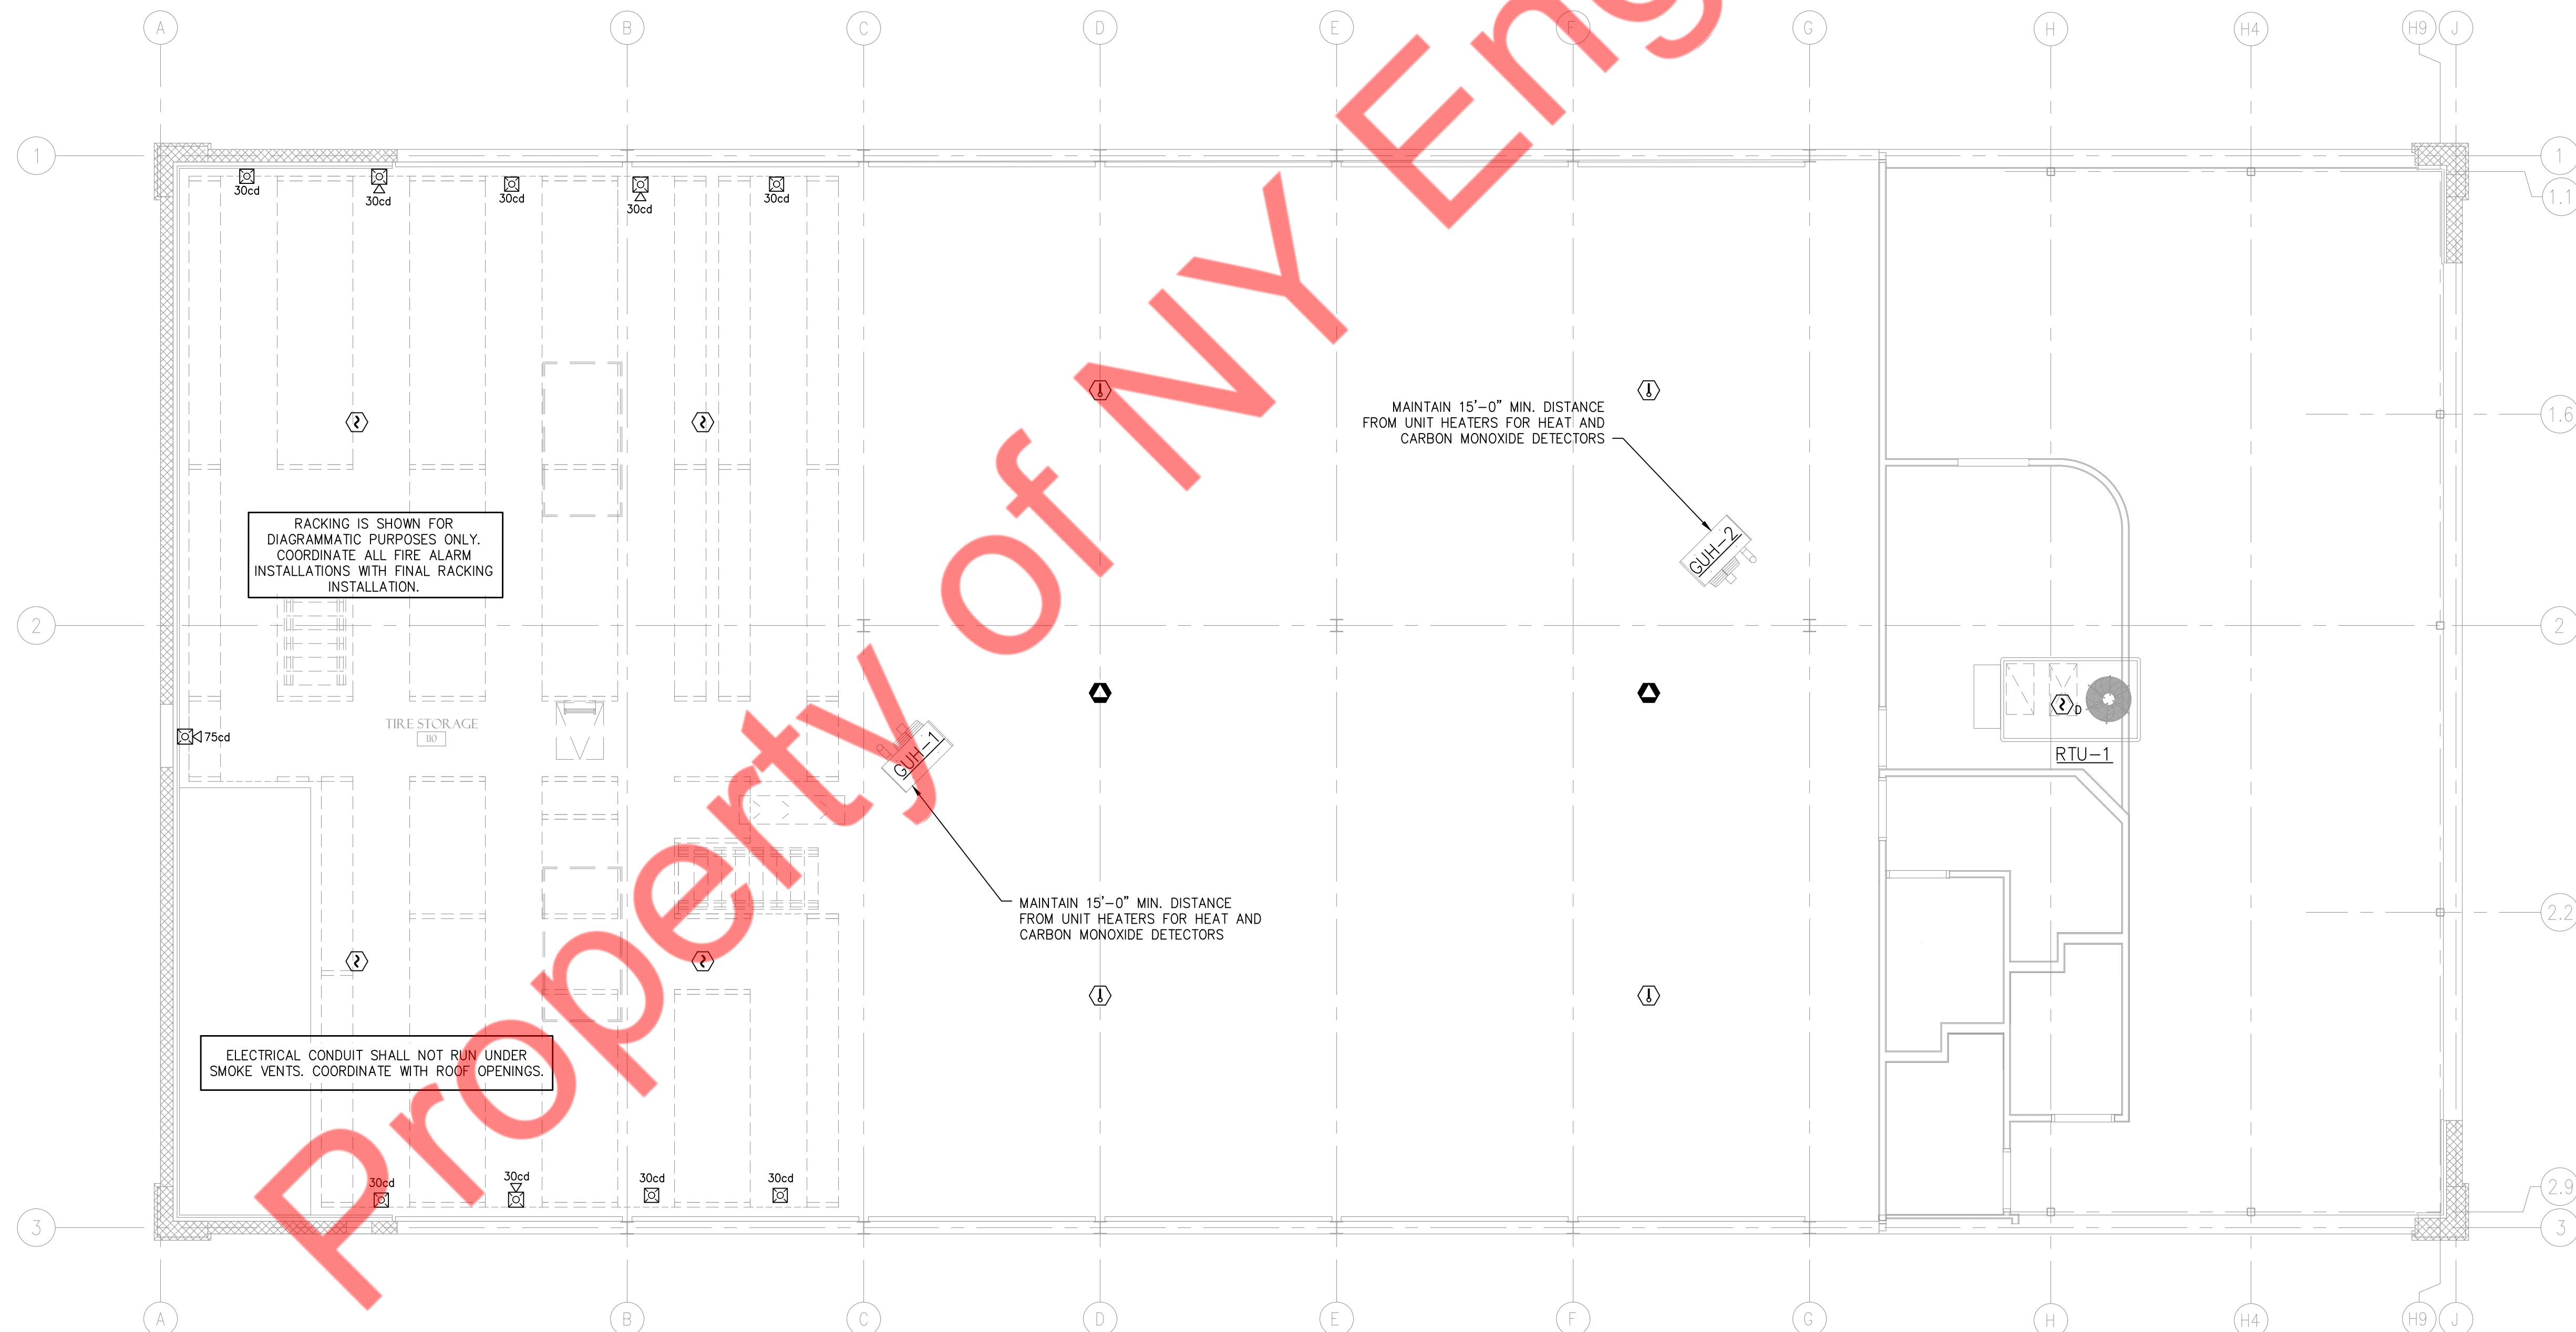 A
B
C
D
E
F
G
H
H4
H9
J
1
1
1.1
30cd
30cd
30cd
30cd
30cd
MAINTAIN 15'-0" MIN. DISTANCE
FROM UNIT HEATERS FOR HEAT AND
CARBON MONOXIDE DETECTORS
1.6
RACKING IS SHOWN FOR
DIAGRAMMATIC PURPOSES ONLY.
COORDINATE ALL FIRE ALARM
INSTALLATIONS WITH FINAL RACKING
INSTALLATION.
GUH-2
2
2
D
TIRE STORAGE
110
75cd
GUH-1
RTU-1
MAINTAIN 15'-0" MIN. DISTANCE
FROM UNIT HEATERS FOR HEAT AND
CARBON MONOXIDE DETECTORS
2.2
ELECTRICAL CONDUIT SHALL NOT RUN UNDER
SMOKE VENTS. COORDINATE WITH ROOF OPENINGS.
30cd
30cd
30cd
30cd
2.9
3
3
A
B
C
D
E
F
G
H
H4
H9
J
Property of NY Eng